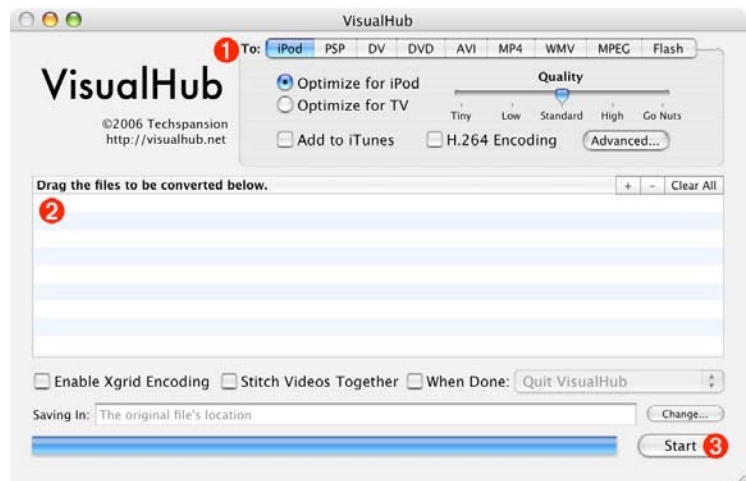 VisualHub
1 To: iPod PSP DV DVD AVI MP4 WMV MPEG Flash
VisualHub
©2006 Techspansion
http://visualhub.net
Optimize for iPod
Optimize for TV
Quality
Tiny Low Standard High Go Nuts
Add to iTunes H.264 Encoding Advanced...
Drag the files to be converted below. + - Clear All
2
Enable Xgrid Encoding Stitch Videos Together When Done: Quit VisualHub
Saving In: The original file's location Change...
Start 3